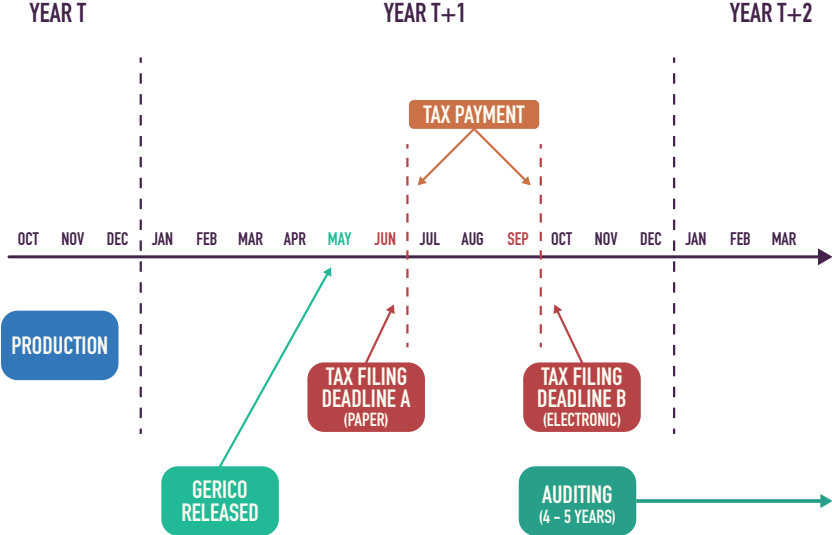 YEAR T
YEAR T+1
YEAR T+2
TAX PAYMENT
OCT NOV DEC JAN FEB MAR APR MAY JUN JUL AUG SEP OCT NOV DEC JAN FEB MAR
PRODUCTION
TAX FILING
DEADLINE A
(PAPER)
TAX FILING
DEADLINE B
(ELECTRONIC)
GERICO
RELEASED
AUDITING
(4 – 5 YEARS)